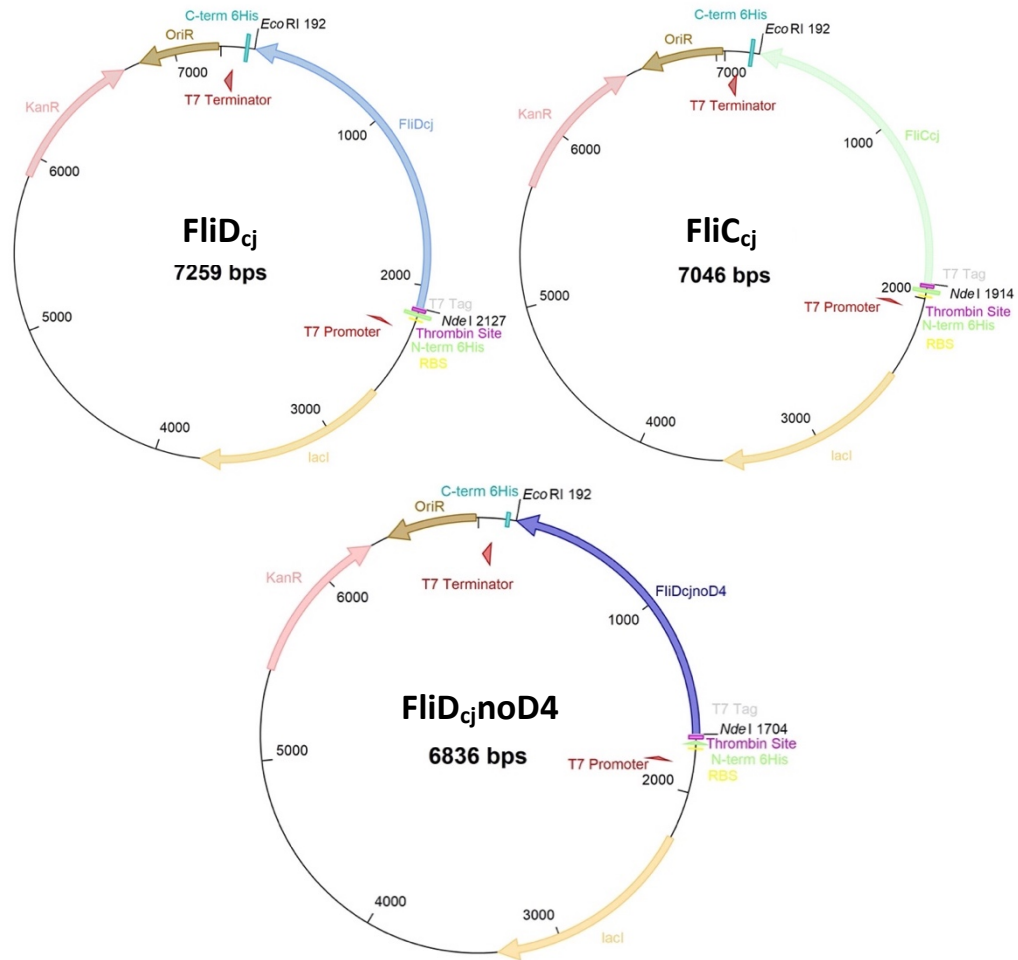 C-term 6His
EcoRI 192
OriR
7000
T7 Terminator
KanR
FliDcj
1000
6000
FliDcj
7259 bps
2000
T7 Tag
NdeI 2127
T7 Promoter
Thrombin Site
N-term 6His
RBS
5000
3000
4000
lacI
C-term 6His
EcoRI 192
OriR
7000
T7 Terminator
KanR
1000
FliCcj
6000
FliCcj
7046 bps
T7 Tag
2000
NdeI 1914
T7 Promoter
Thrombin Site
N-term 6His
RBS
5000
4000
3000
lacI
C-term 6His
EcoRI 192
OriR
T7 Terminator
KanR
6000
FliDcjnoD4
1000
FliDcjnoD4
6836 bps
T7 Tag
NdeI 1704
Thrombin Site
T7 Promoter
N-term 6His
RBS
5000
2000
4000
3000
lacI